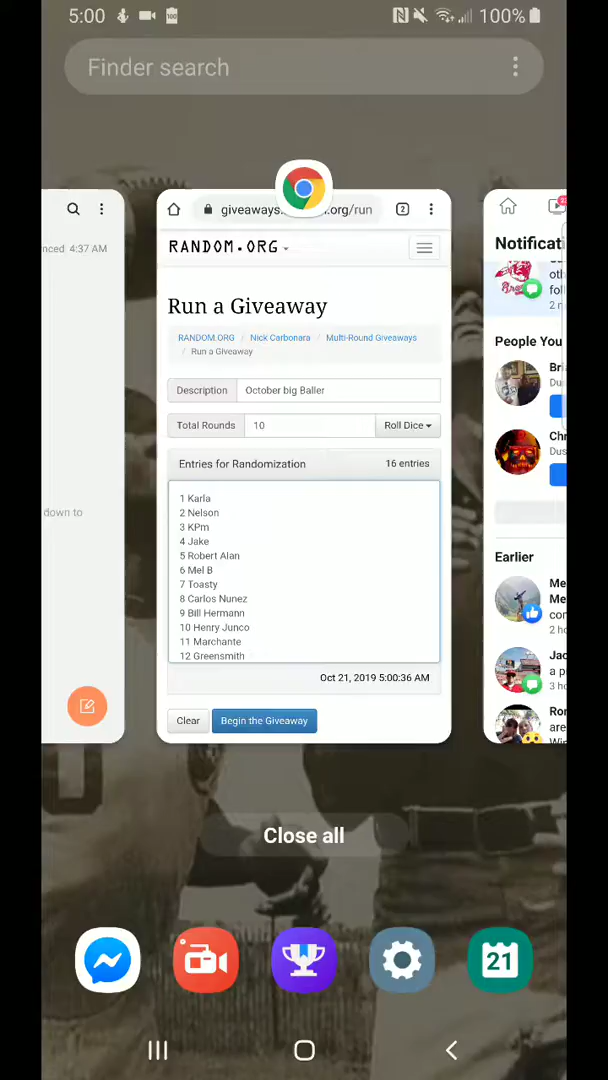 5:00
100%
Finder search
giveaways. .org/run
2
nced 4:37 AM
RANDOM.ORG
Notificati
Run a Giveaway
RANDOM.ORG / Nick Carbonara / Multi-Round Giveaways
/ Run a Giveaway
oth
foll
2
People You
Description October big Baller
Bri
Du
Total Rounds 10 Roll Dice
Entries for Randomization 16 entries
Chr
Dus
1 Karla
2 Nelson
3 KPm
4 Jake
5 Robert Alan
6 Mel B
7 Toasty
8 Carlos Nunez
9 Bill Hermann
10 Henry Junco
11 Marchante
12 Greensmith
down to
Earlier
Me
Me
con
2 ho
Oct 21, 2019 5:00:36 AM
Jac
a p
3 h
Clear Begin the Giveaway
Ror
are
Wi
Close all
21